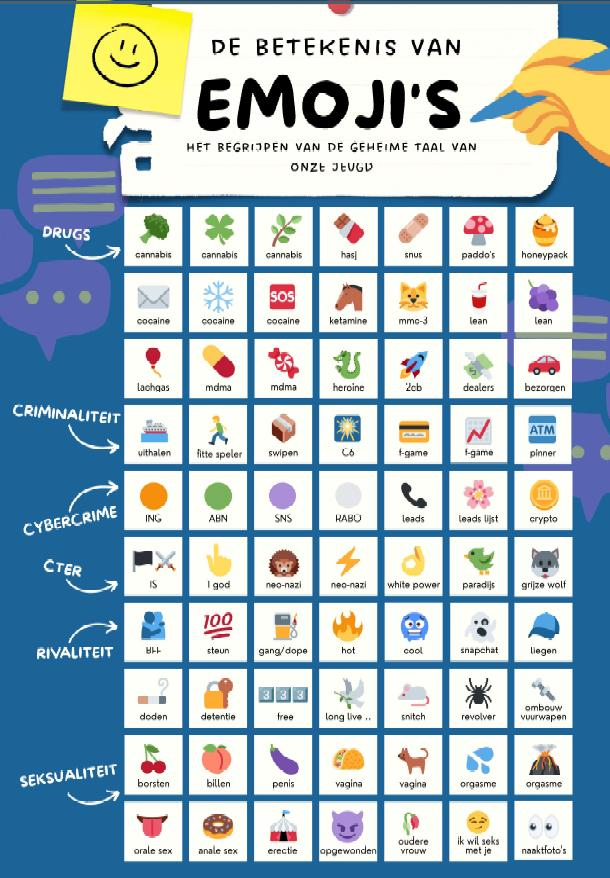 DE BETEKENIS VAN
EMOJI'S
HET BEGRIJPEN VAN DE GEHEIME TAAL VAN
ONZE JEUGD
DRUGS
cannabis
cannabis
cannabis
hasj
snus
paddo's
honeypack
cocaine
cocaine
SOS
cocaine
ketamine
mmc-3
lean
lean
lachgas
mdma
mdma
heroïne
2cb
dealers
bezorgen
CRIMINALITEIT
uithalen
fitte speler
swipen
C6
f-game
f-game
ATM
pinner
CYBERCRIME
ING
ABN
SNS
RABO
leads
leads lijst
crypto
CTER
IS
1 god
neo-nazi
neo-nazi
white power
paradijs
grijze wolf
RIVALITEIT
BFF
100
steun
gang/dope
hot
cool
snapchat
liegen
doden
detentie
333
free
long live ..
snitch
revolver
ombouw
vuurwapen
SEKSUALITEIT
borsten
billen
penis
vagina
vagina
orgasme
orgasme
orale sex
anale sex
erectie
opgewonden
oudere
vrouw
ik wil seks
met je
naaktfoto's